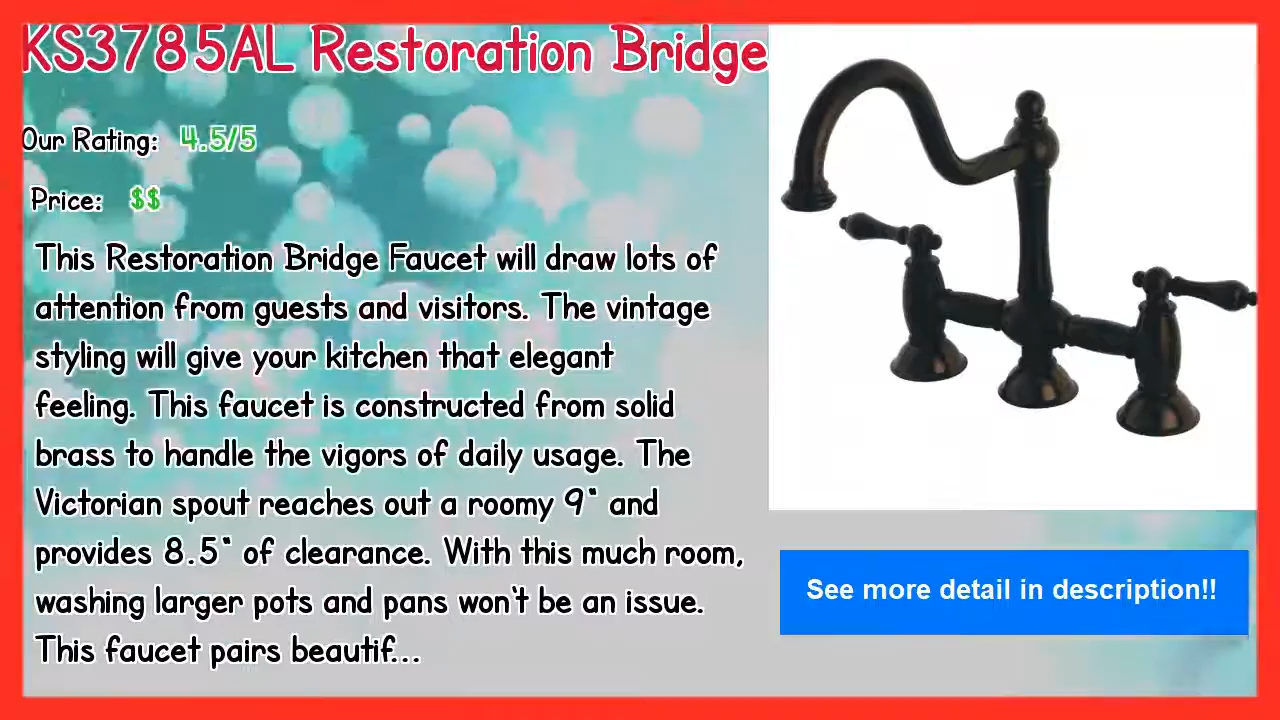 KS3785AL Restoration Bridge
Our Rating: 4.5/5
Price: $$
This Restoration Bridge Faucet will draw lots of
attention from guests and visitors. The vintage
styling will give your kitchen that elegant
feeling. This faucet is constructed from solid
brass to handle the vigors of daily usage. The
Victorian spout reaches out a roomy 9" and
provides 8.5" of clearance. With this much room,
washing larger pots and pans won't be an issue.
This faucet pairs beautif...
See more detail in description!!